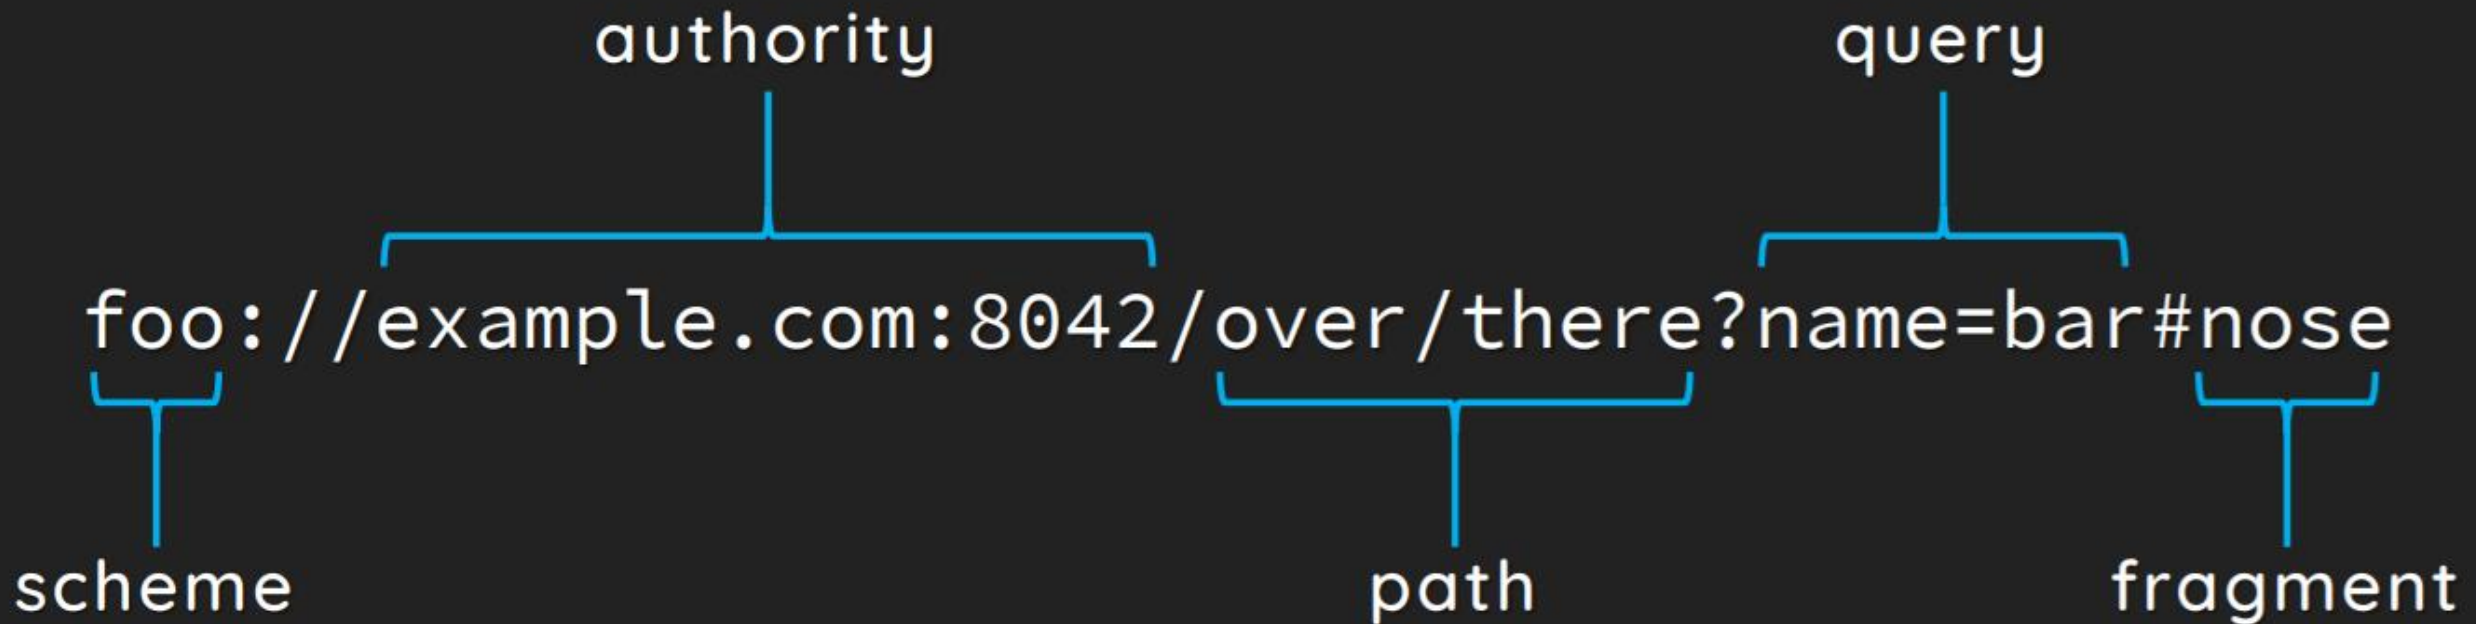 authority
query
foo://example.com:8042/over/there?name=bar#nose
scheme
path
fragment